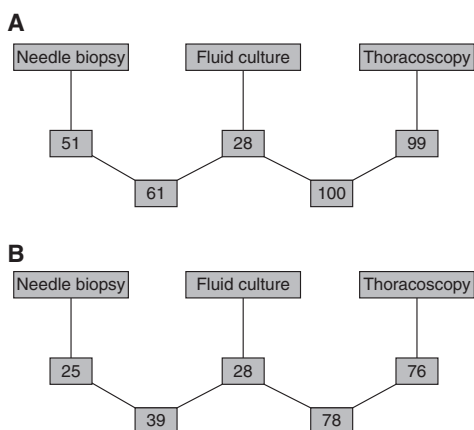 A
Needle biopsy Fluid culture Thoracoscopy
51 28 99
61 100
B
Needle biopsy Fluid culture Thoracoscopy
25 28 76
39 78